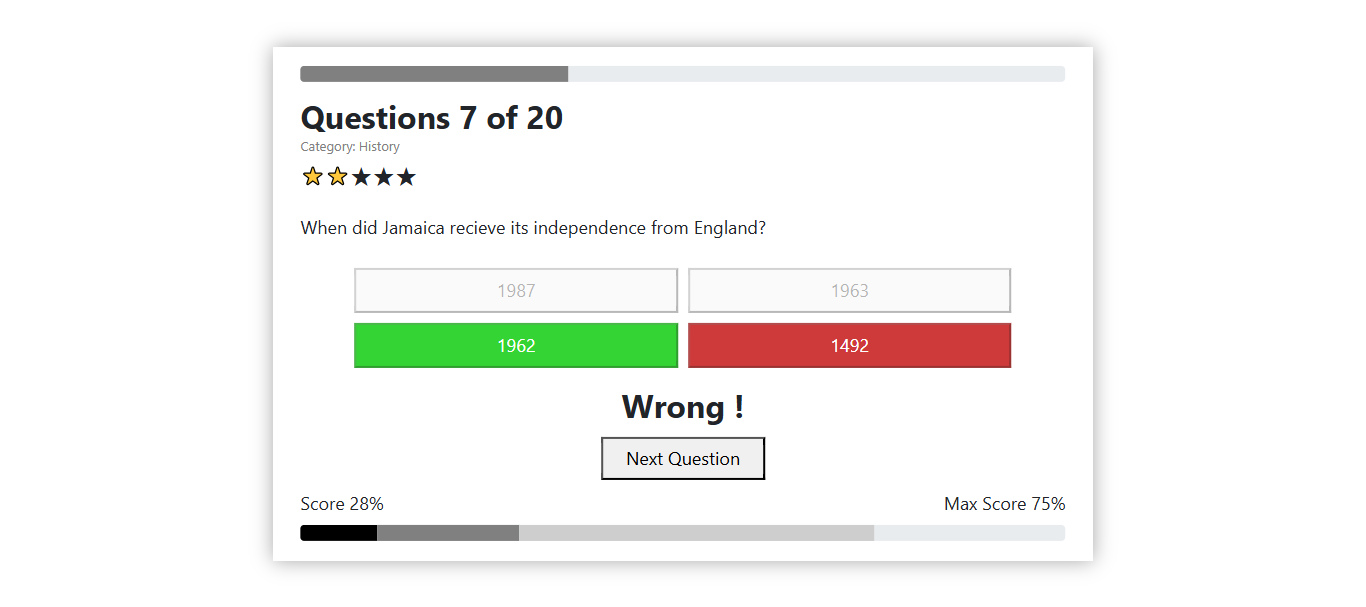 Questions 7 of 20
Category: History
When did Jamaica recieve its independence from England?
1987 1963
1962 1492
Wrong !
Next Question
Score 28% Max Score 75%